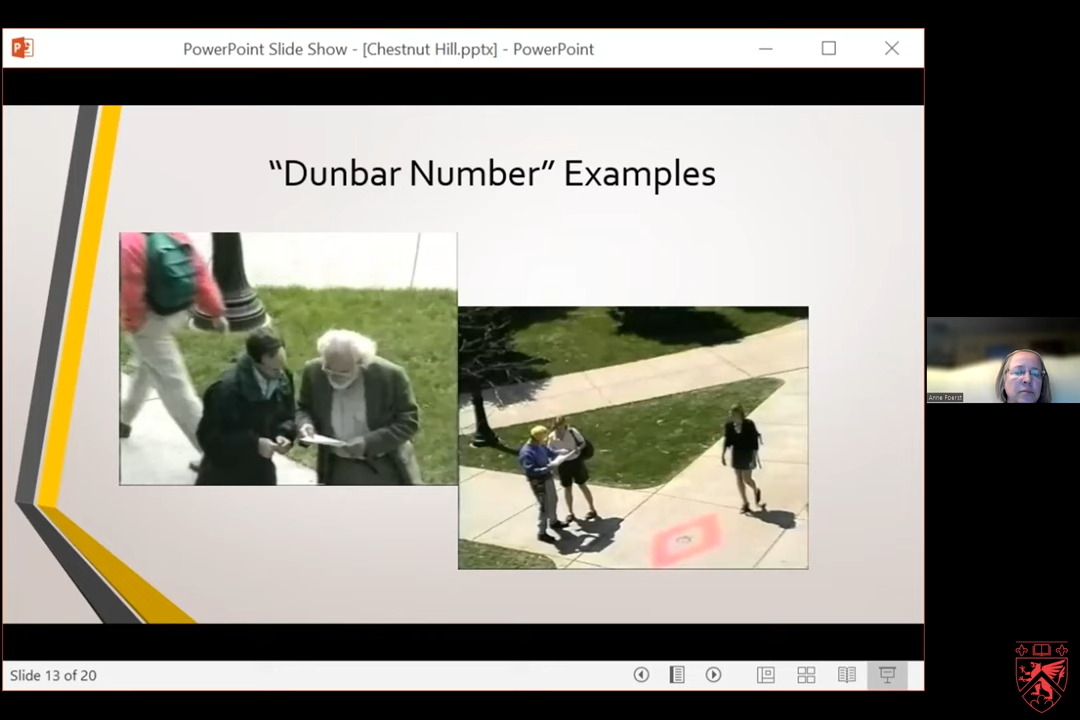 PowerPoint Slide Show - [Chestnut Hill.pptx] - PowerPoint
“Dunbar Number” Examples
Anne Foerst
Slide 13 of 20